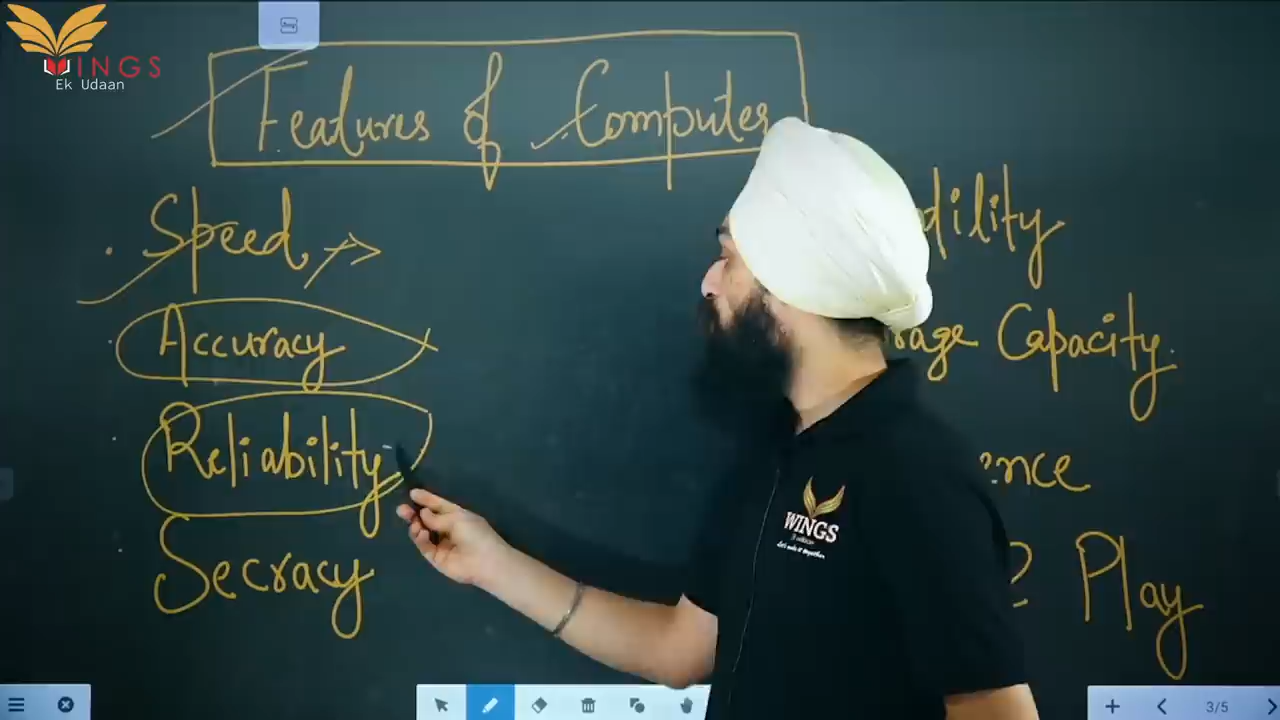 WINGS
Ek Udaan
Features of Computer
Speed
Accuracy
Reliability
Secracy
Capacity
Play
WINGS
3/5